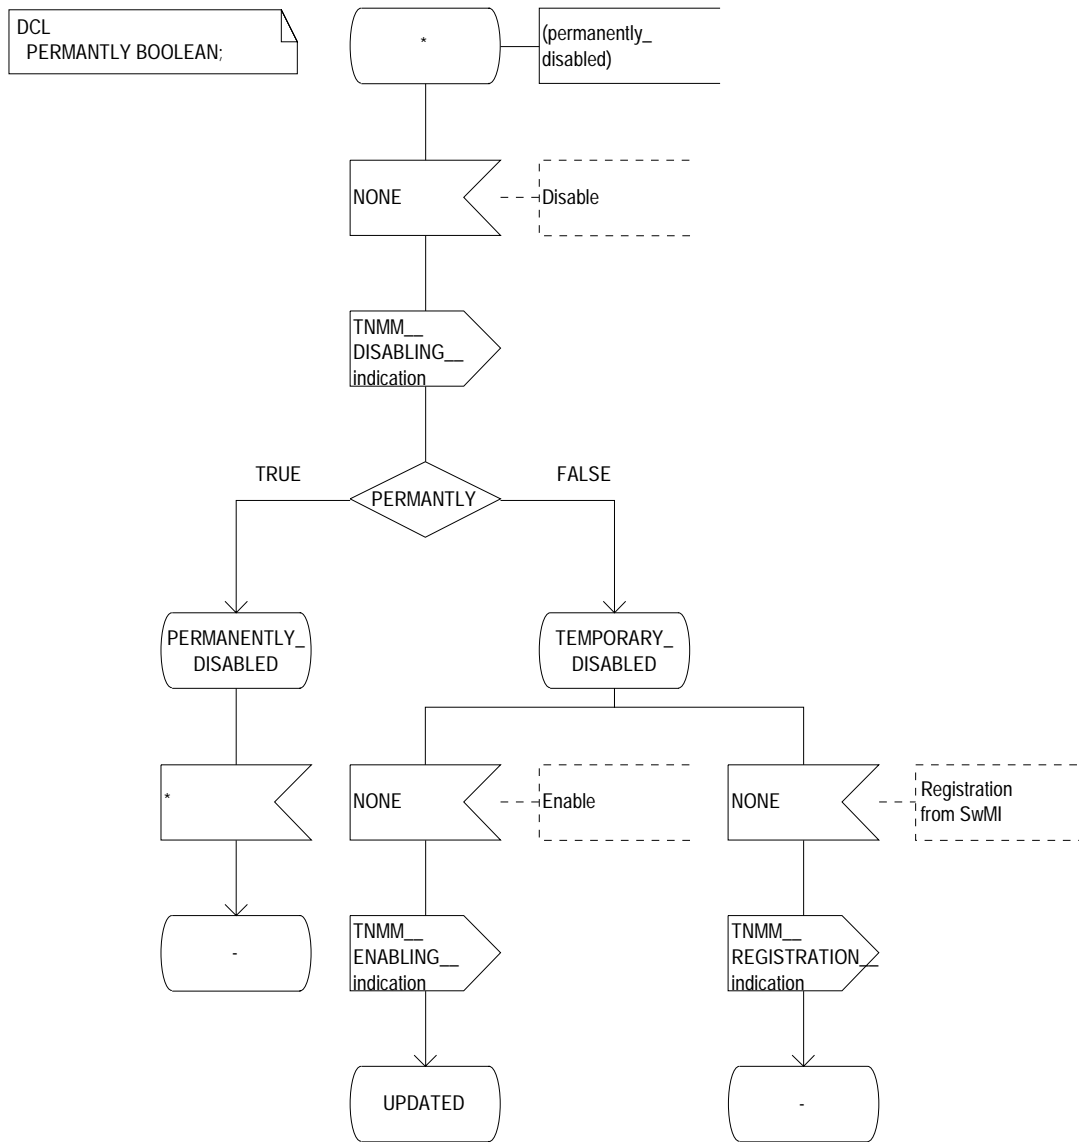 DCL
PERMANTLY BOOLEAN;
*
(permanently_
disabled)
NONE
Disable
TNMM__
DISABLING__
indication
TRUE
FALSE
PERMANTLY
PERMANENTLY_
DISABLED
TEMPORARY_
DISABLED
*
NONE
Enable
NONE
Registration
from SwMI
-
TNMM__
ENABLING__
indication
TNMM__
REGISTRATION__
indication
UPDATED
-